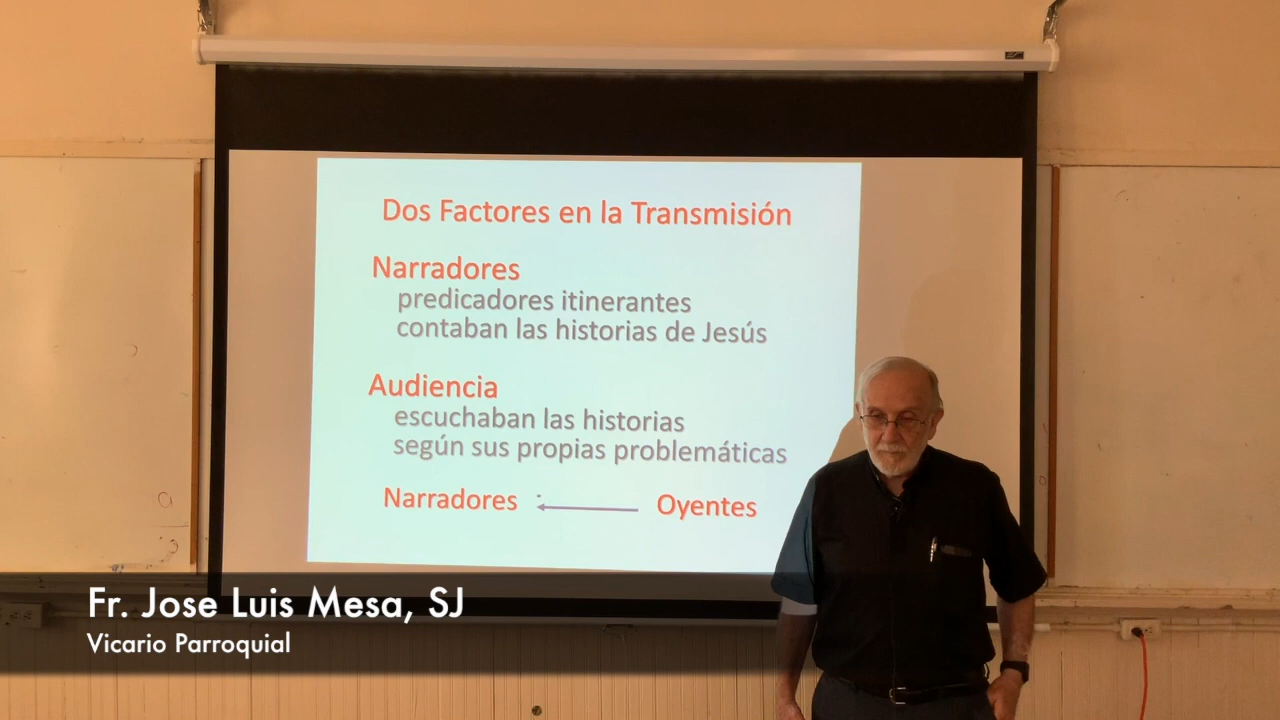 Dos Factores en la Transmisión
Narradores
predicadores itinerantes
contaban las historias de Jesús
Audiencia
escuchaban las historias
según sus propias problemáticas
Narradores
Oyentes
Fr. Jose Luis Mesa, SJ
Vicario Parroquial